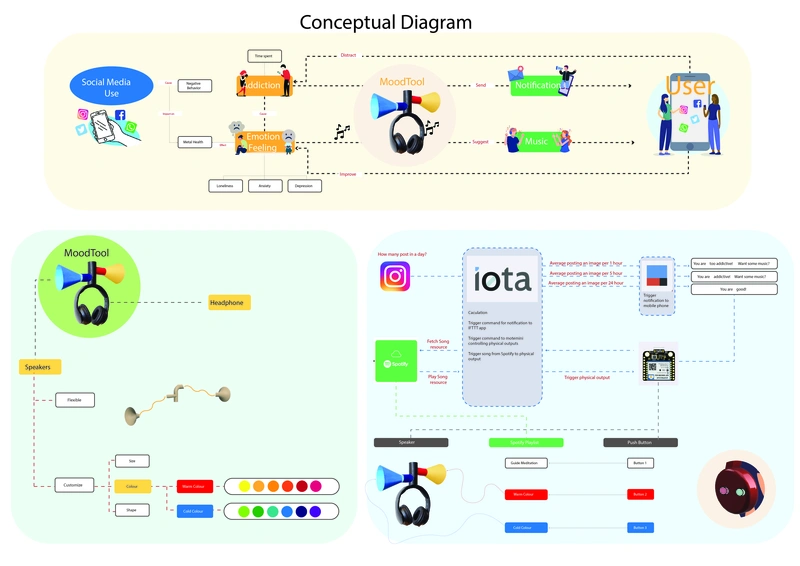 Conceptual Diagram
Time spent
Distract
Social Media
Use
Negative
Behavior
Addiction
MoodTool
Send
Notification
User
Metal Health
Emotion
Feeling
Suggest
Music
Improve
Loneliness
Anxiety
Depression
MoodTool
Headphone
Speakers
Flexible
Customize
Size
Colour
Shape
Warm Colour
Cold Colour
How many post in a day?
iota
Caculation:
Trigger command for notification to
IFTTT app
Trigger command to moteinini
controlling physical outputs
Trigger song from Spotify to physical
output
Average posting an image per 1 hour
Average posting an image per 5 hour
Average posting an image per 24 hour
Trigger
notification to
mobile phone
You are too addictive! Want some music?
You are addictive! Want some music?
You are good!
Fetch Song
resource
Spotify
Play Song
resource
Trigger physical output
Speaker
Spotify Playlist
Push Button
Guide Meditation
Button 1
Warm Colour
Button 2
Cold Colour
Button 3